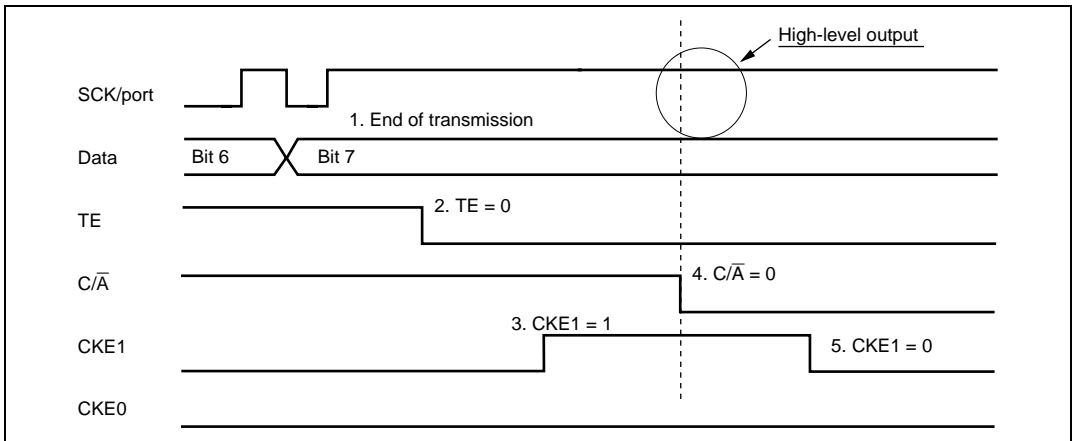 High-level output
SCK/port
1. End of transmission
Data
Bit 6
Bit 7
TE
2. TE = 0
C/A̅
4. C/A̅ = 0
3. CKE1 = 1
CKE1
5. CKE1 = 0
CKE0